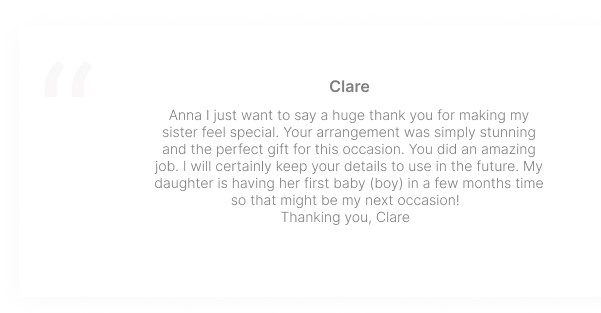 Clare
Anna I just want to say a huge thank you for making my
sister feel special. Your arrangement was simply stunning
and the perfect gift for this occasion. You did an amazing
job. I will certainly keep your details to use in the future. My
daughter is having her first baby (boy) in a few months time
so that might be my next occasion!
Thanking you, Clare